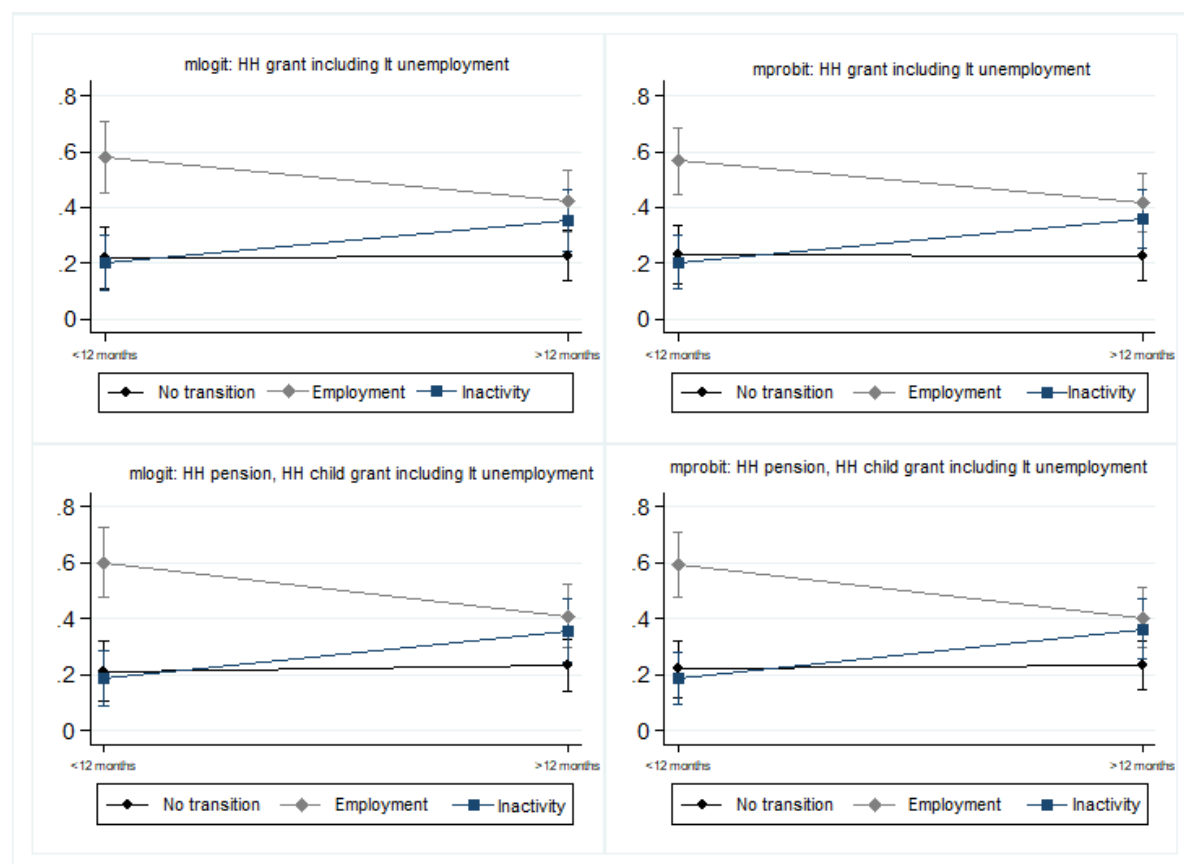 mlogit: HH grant including lt unemployment
.8
.6
.4
.2
0
<12 months >12 months
No transition Employment Inactivity
mprobit: HH grant including lt unemployment
.8
.6
.4
.2
0
<12 months >12 months
No transition Employment Inactivity
mlogit: HH pension, HH child grant including lt unemployment
.8
.6
.4
.2
0
<12 months >12 months
No transition Employment Inactivity
mprobit: HH pension, HH child grant including lt unemployment
.8
.6
.4
.2
0
<12 months >12 months
No transition Employment Inactivity